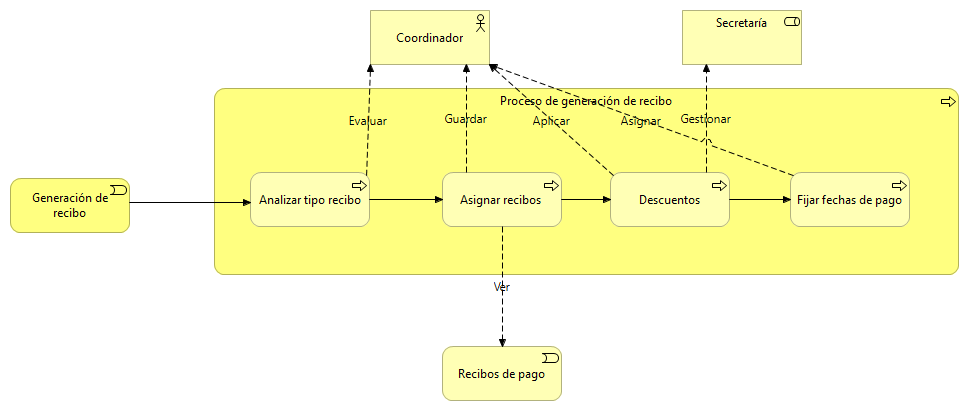 Coordinador
Secretaría
Proceso de generación de recibo
Evaluar
Guardar
Aplicar
Asignar
Gestionar
Generación de
recibo
Analizar tipo recibo
Asignar recibos
Descuentos
Fijar fechas de pago
Ver
Recibos de pago